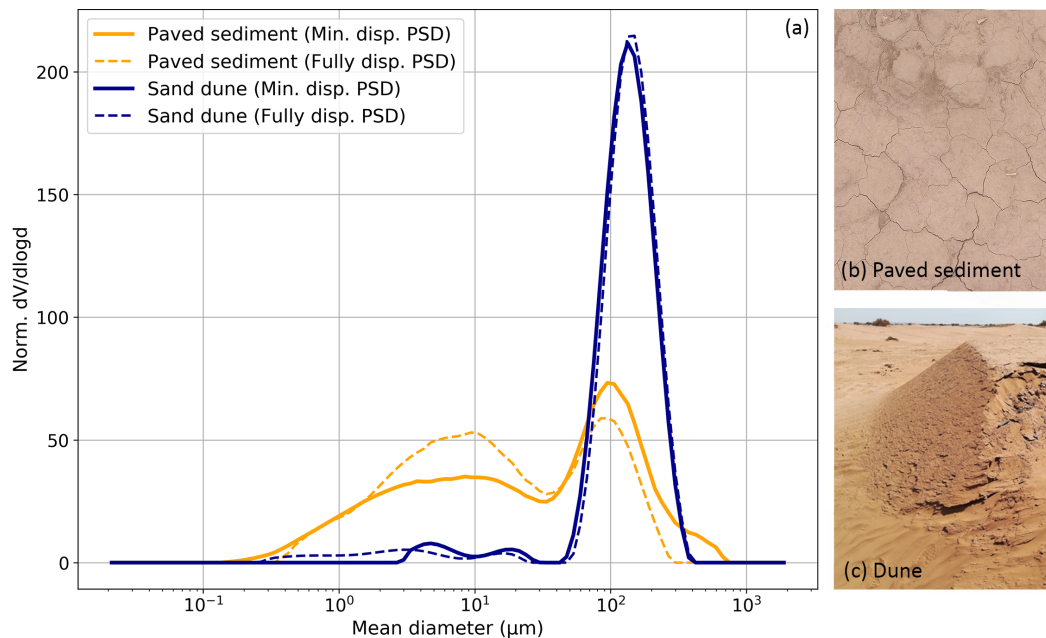 (a)
Paved sediment (Min. disp. PSD)
Paved sediment (Fully disp. PSD)
Sand dune (Min. disp. PSD)
Sand dune (Fully disp. PSD)
Norm. dV/dlogd
200
150
100
50
0
10⁻¹ 10⁰ 10¹ 10² 10³
Mean diameter (μm)
(b) Paved sediment
(c) Dune